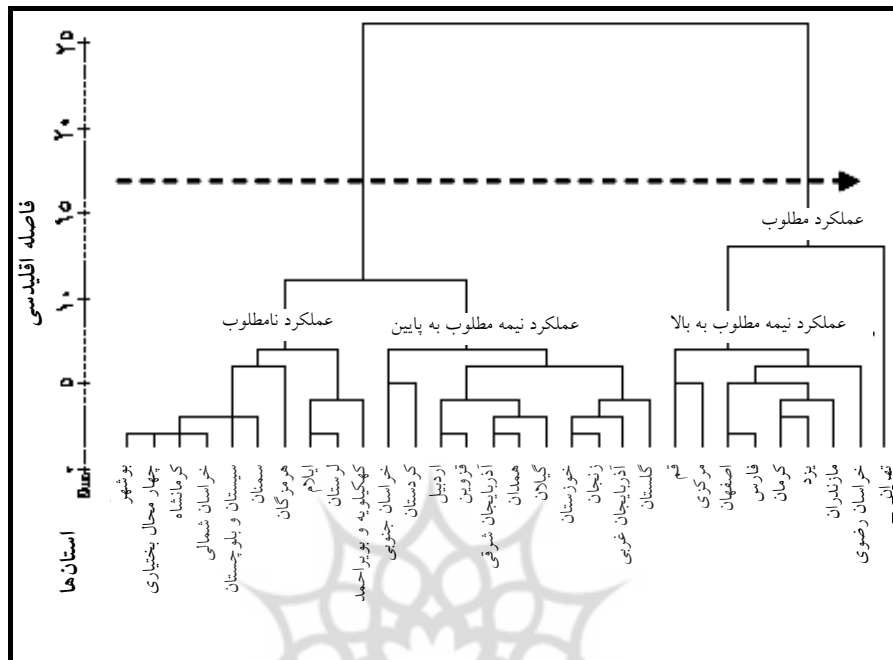 فاصله اقلیدسی
۲۵
۲۰
۱۵
۱۰
۵
عملکرد مطلوب
عملکرد نامطلوب
عملکرد نیمه مطلوب به پایین
عملکرد نیمه مطلوب به بالا
استان‌ها
بوشهر
چهار محال بختیاری
کرمانشاه
خراسان شمالی
سیستان و بلوچستان
سمنان
هرمزگان
ایلام
لرستان
کهکیلویه و بویراحمد
خراسان جنوبی
کردستان
اردبیل
قزوین
آذربایجان شرقی
همدان
گیلان
خوزستان
زنجان
آذربایجان غربی
گلستان
قم
مرکزی
اصفهان
فارس
کرمان
یزد
مازندران
خراسان رضوی
تهران